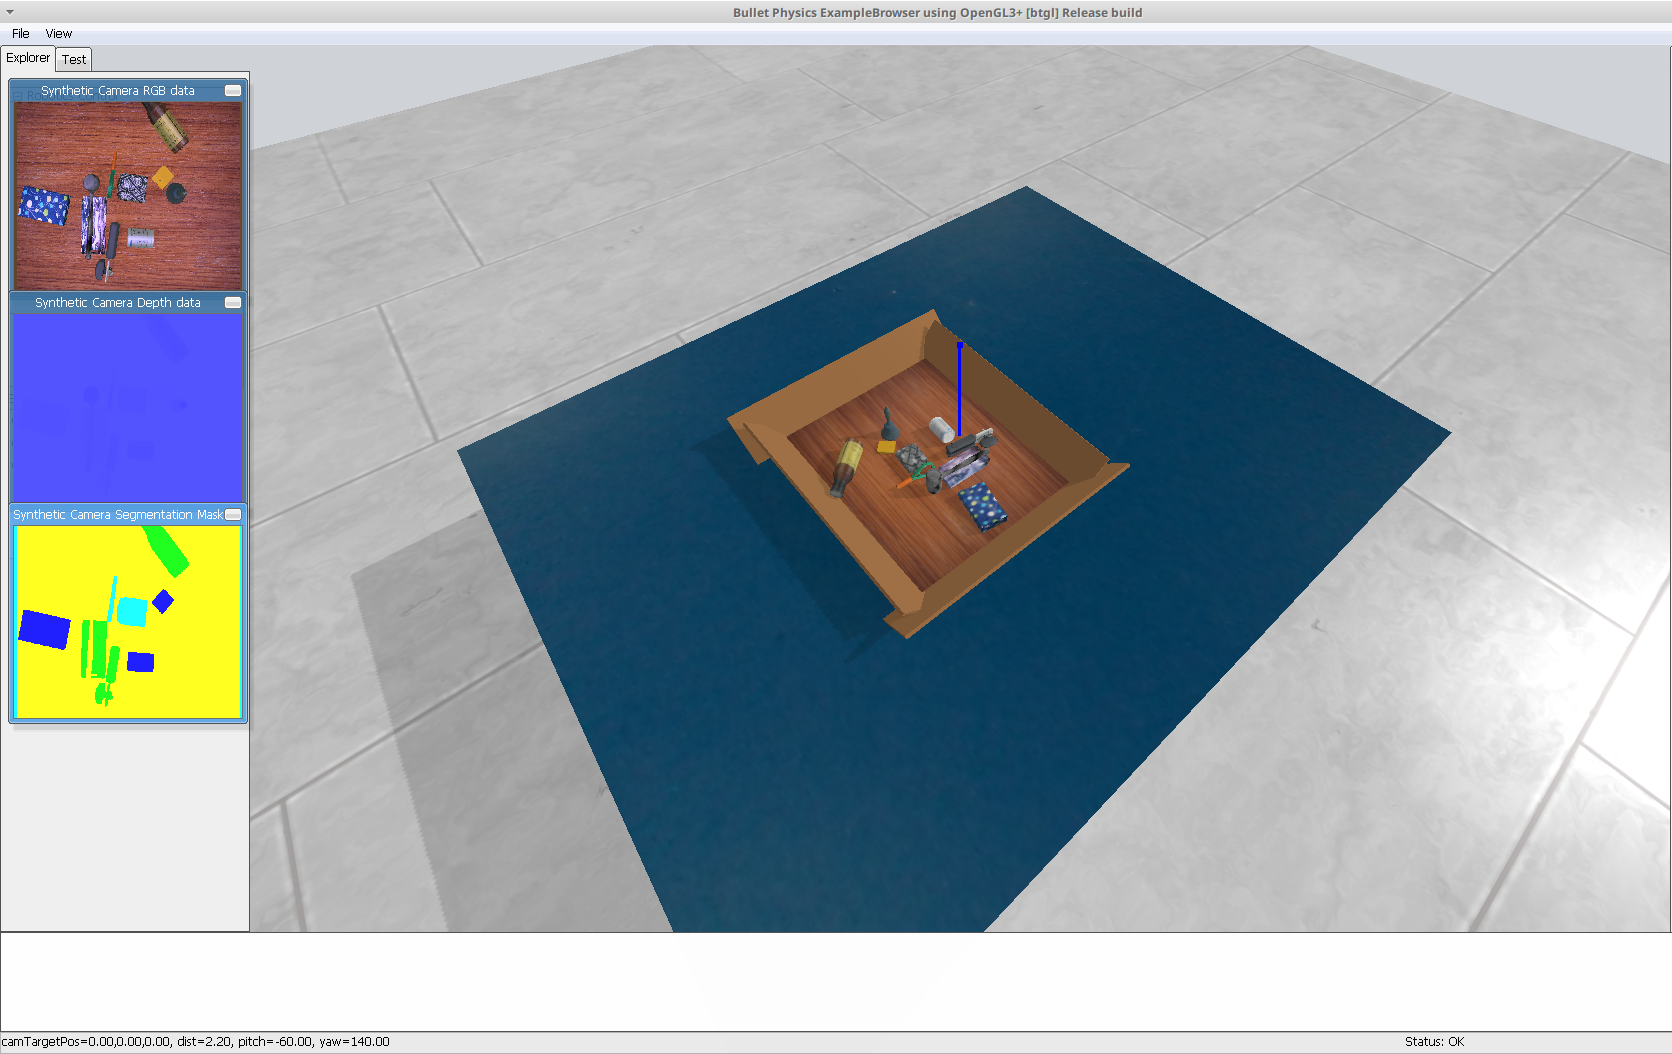 Bullet Physics ExampleBrowser using OpenGL3+ [btgl] Release build
File View
Explorer Test
Synthetic Camera RGB data
Synthetic Camera Depth data
Synthetic Camera Segmentation Mask
camTargetPos=0.00,0.00,0.00, dist=2.20, pitch=-60.00, yaw=140.00
Status: OK